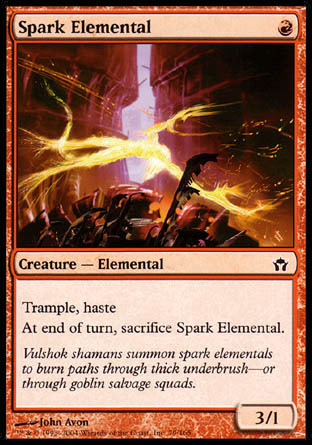 Spark Elemental
Creature — Elemental
Trample, haste
At end of turn, sacrifice Spark Elemental.
Vulshok shamans summon spark elementals
to burn paths through thick underbrush—or
through goblin salvage squads.
John Avon
3/1